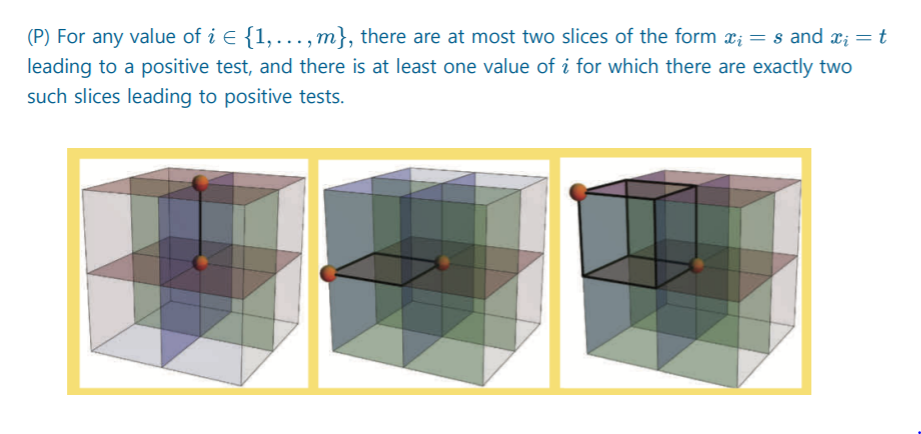 (P) For any value of i ∈ {1, . . . , m}, there are at most two slices of the form xᵢ = s and xᵢ = t
leading to a positive test, and there is at least one value of i for which there are exactly two
such slices leading to positive tests.